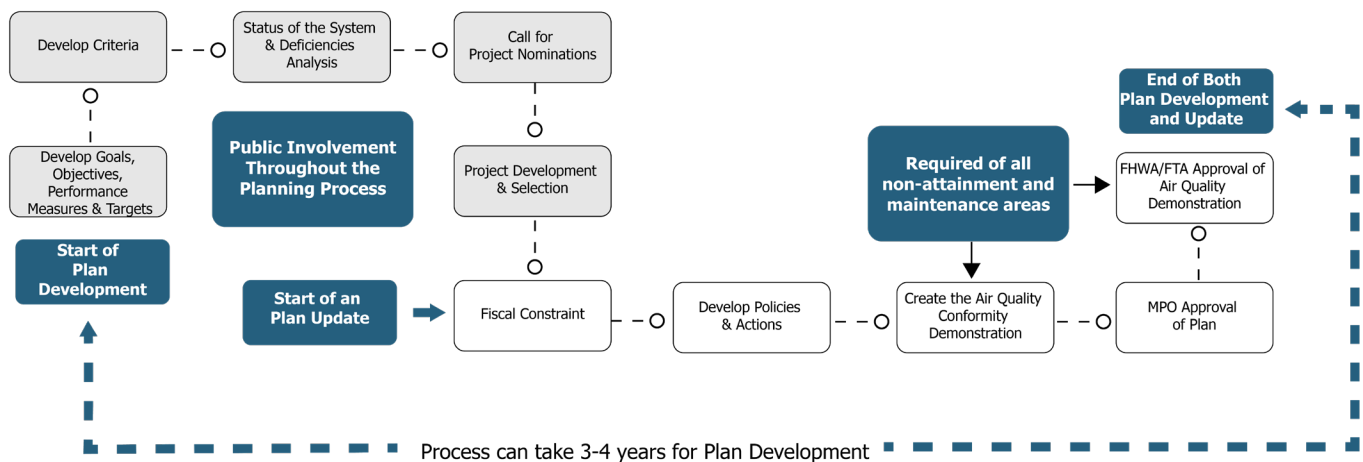 Develop Criteria
Status of the System
& Deficiencies
Analysis
Call for
Project Nominations
Develop Goals,
Objectives,
Performance
Measures & Targets
Public Involvement
Throughout the
Planning Process
Project Development
& Selection
Required of all
non-attainment and
maintenance areas
End of Both
Plan Development
and Update
FHWA/FTA Approval of
Air Quality
Demonstration
Start of
Plan
Development
Start of an
Plan Update
Fiscal Constraint
Develop Policies
& Actions
Create the Air Quality
Conformity
Demonstration
MPO Approval
of Plan
Process can take 3-4 years for Plan Development